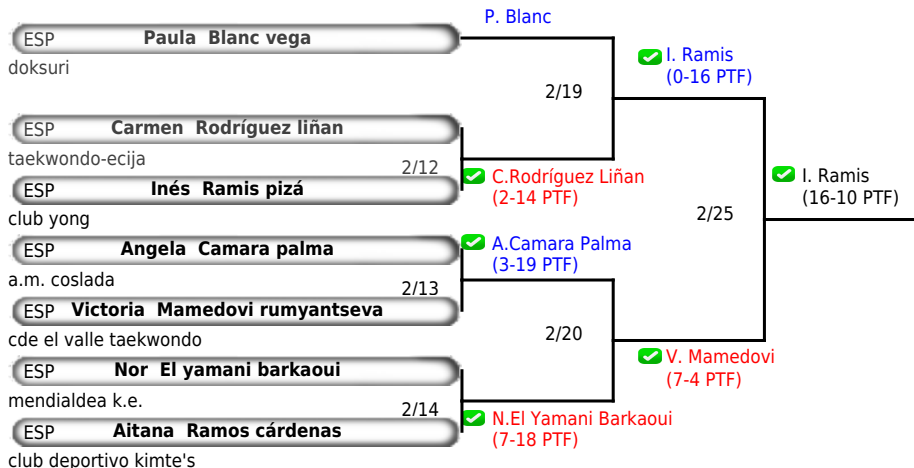 P. Blanc
ESP Paula Blanc vega
doksuri
I. Ramis
(0-16 PTF)
2/19
ESP Carmen Rodríguez liñan
taekwondo-ecija
2/12
C.Rodríguez Liñan
(2-14 PTF)
ESP Inés Ramis pizá
club yong
I. Ramis
(16-10 PTF)
2/25
ESP Angela Camara palma
a.m. coslada
A.Camara Palma
(3-19 PTF)
2/13
ESP Victoria Mamedovi rumyantseva
cde el valle taekwondo
2/20
V. Mamedovi
(7-4 PTF)
ESP Nor El yamani barkaoui
mendialdea k.e.
2/14
N.El Yamani Barkaoui
(7-18 PTF)
ESP Aitana Ramos cárdenas
club deportivo kimte's